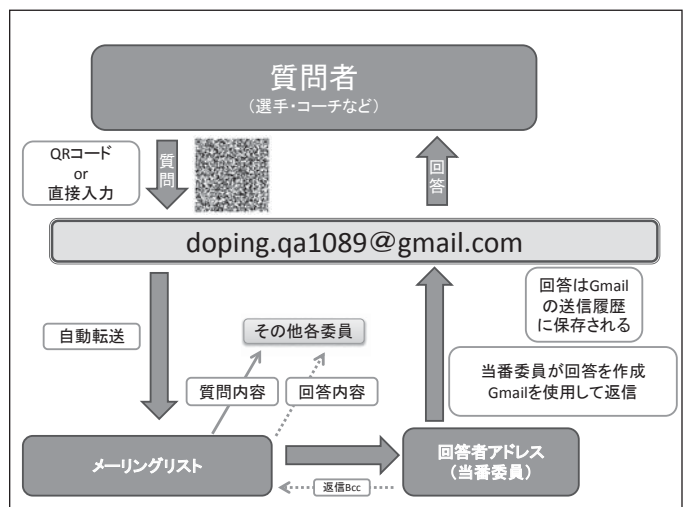 質問者
(選手・コーチなど)
QRコード
or
直接入力
質問
回答
doping.qa1089＠gmail.com
自動転送
その他各委員
回答はGmail
の送信履歴
に保存される
質問内容
回答内容
当番委員が回答を作成
Gmailを使用して返信
メーリングリスト
回答者アドレス
(当番委員)
返信Bcc